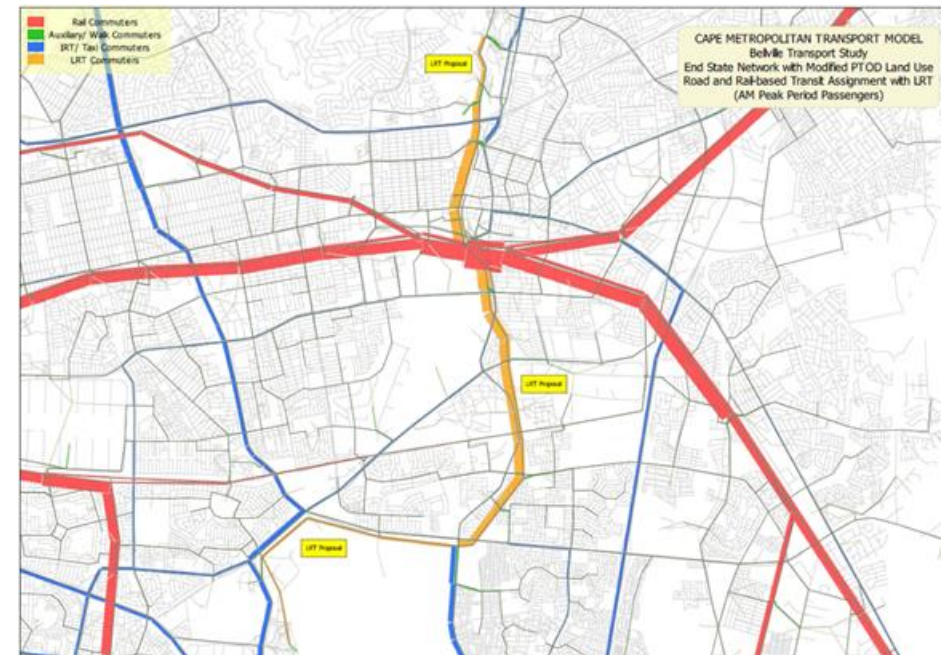 Rail Commuters
Auxiliary/ Walk Commuters
IRT/ Taxi Commuters
LRT Commuters
CAPE METROPOLITAN TRANSPORT MODEL
Bellville Transport Study
End State Network with Modified PTOD Land Use
Road and Rail-based Transit Assignment with LRT
(AM Peak Period Passengers)
LRT Proposal
LRT Proposal
LRT Proposal